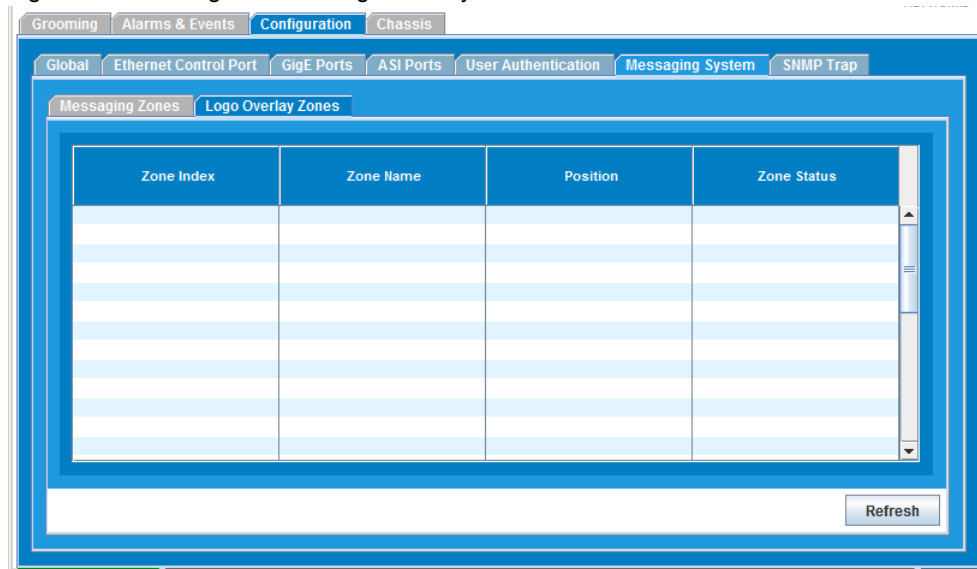 Grooming Alarms & Events Configuration Chassis
Global Ethernet Control Port GigE Ports ASI Ports User Authentication Messaging System SNMP Trap
Messaging Zones Logo Overlay Zones
Zone Index Zone Name Position Zone Status
Refresh